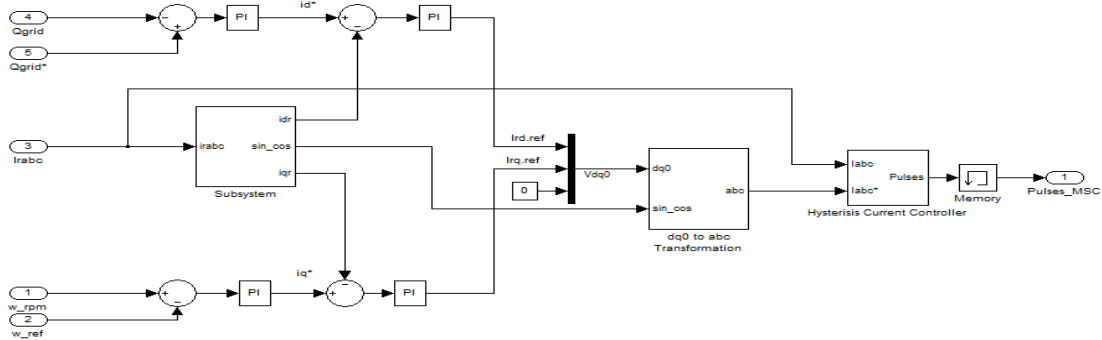 4
Qgrid
5
Qgrid*
PI
id*
PI
3
Irabc
irabc
idr
sin_cos
iqr
Subsystem
Ird.ref
Irq.ref
0
Vdq0
dq0
sin_cos
abc
dq0 to abc
Transformation
Iabc
Iabc*
Pulses
Hysterisis Current Controller
Memory
1
Pulses_MSC
1
w_rpm
2
w_ref
PI
iq*
PI